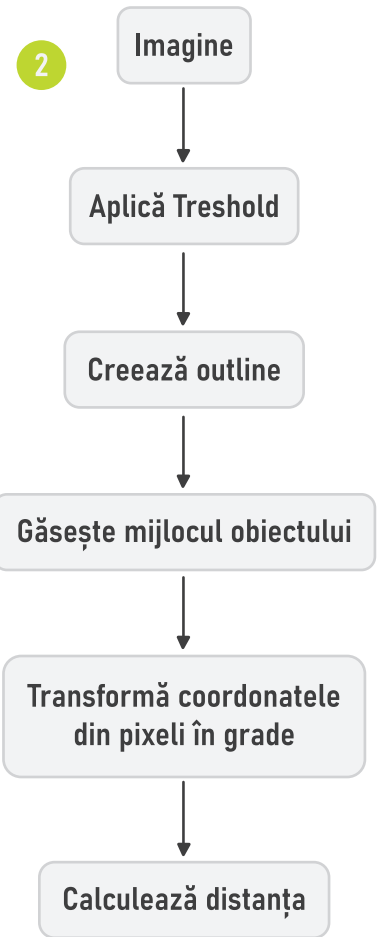 2
Imagine
Aplică Treshold
Creează outline
Găsește mijlocul obiectului
Transformă coordonatele
din pixeli în grade
Calculează distanța